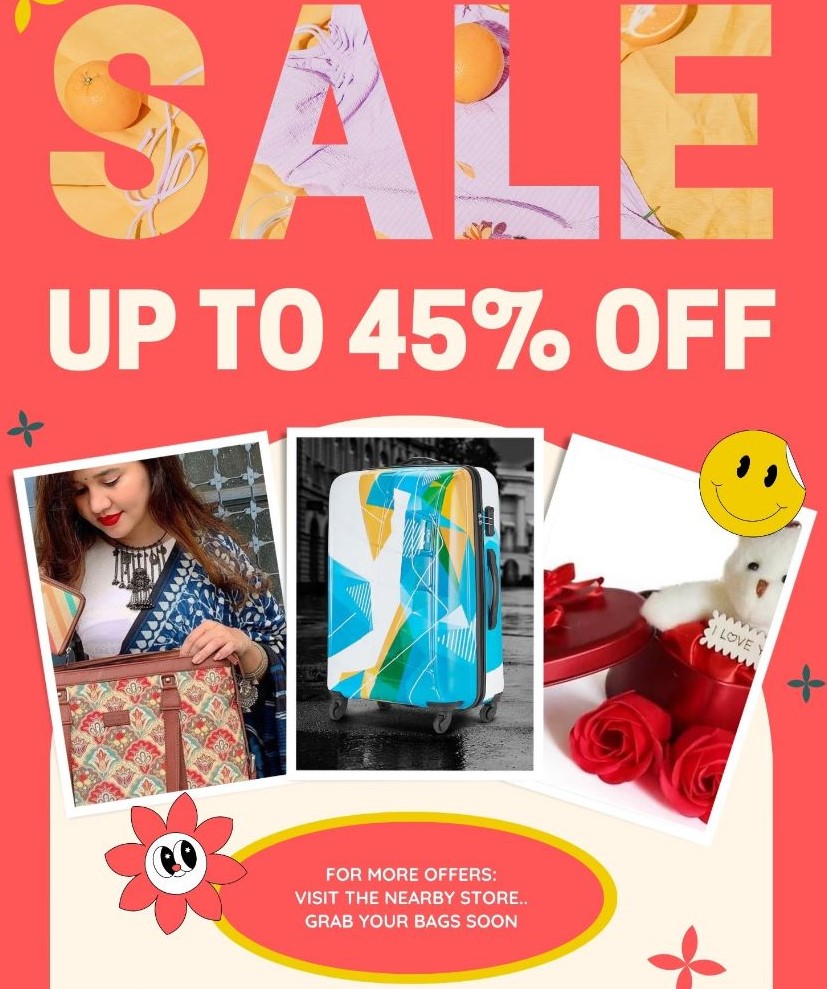 SALE
UP TO 45% OFF
I LOVE
FOR MORE OFFERS:
VISIT THE NEARBY STORE..
GRAB YOUR BAGS SOON